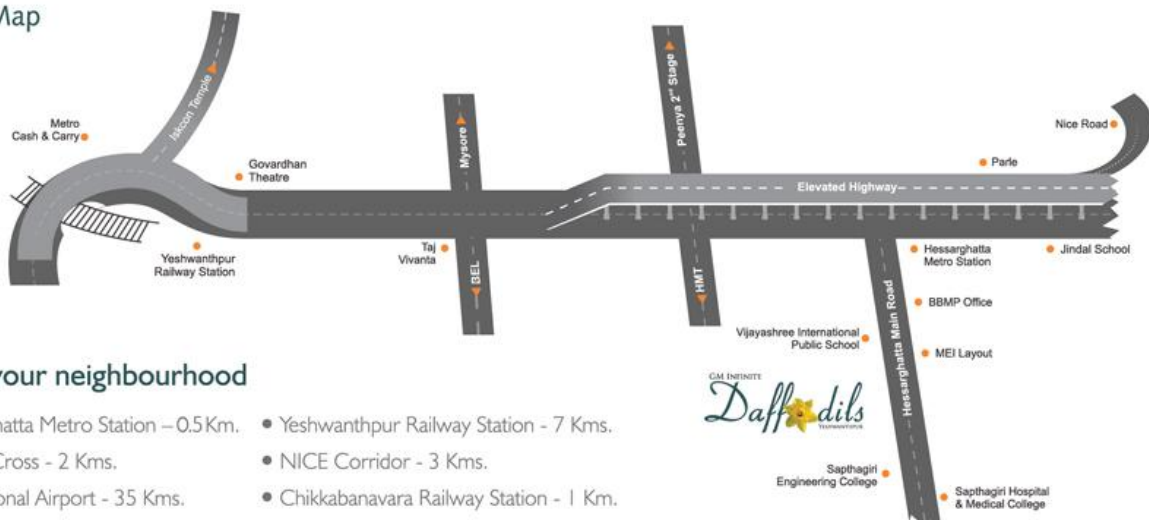 Map
Metro
Cash & Carry
Iskcon Temple
Govardhan
Theatre
Yeshwanthpur
Railway Station
Mysore
Taj
Vivanta
BEL
Peenya 2nd Stage
HMT
Elevated Highway
Parle
Nice Road
Hessarghatta
Metro Station
Jindal School
BBMP Office
Hessarghatta Main Road
Vijayashree International
Public School
MEI Layout
GM INFINITE
Daffodils
YESHWANTHPUR
Sapthagiri
Engineering College
Sapthagiri Hospital
& Medical College
your neighbourhood
hatta Metro Station – 0.5 Km.
Cross - 2 Kms.
onal Airport - 35 Kms.
• Yeshwanthpur Railway Station - 7 Kms.
• NICE Corridor - 3 Kms.
• Chikkabanavara Railway Station - 1 Km.